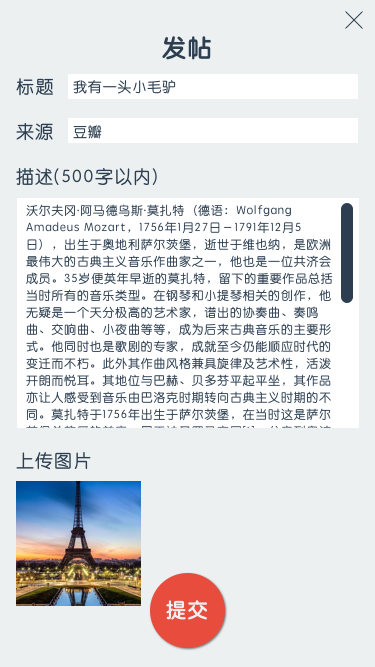 发帖
标题 我有一头小毛驴
来源 豆瓣
描述(500字以内)
沃尔夫冈·阿马德乌斯·莫扎特（德语：Wolfgang
Amadeus Mozart，1756年1月27日－1791年12月5
日），出生于奥地利萨尔茨堡，逝世于维也纳，是欧洲
最伟大的古典主义音乐作曲家之一，他也是一位共济会
成员。35岁便英年早逝的莫扎特，留下的重要作品总括
当时所有的音乐类型。在钢琴和小提琴相关的创作，他
无疑是一个天分极高的艺术家，谱出的协奏曲、奏鸣
曲、交响曲、小夜曲等等，成为后来古典音乐的主要形
式。他同时也是歌剧的专家，成就至今仍能顺应时代的
变迁而不朽。此外其作曲风格兼具旋律及艺术性，活泼
开朗而悦耳。其地位与巴赫、贝多芬平起平坐，其作品
亦让人感受到音乐由巴洛克时期转向古典主义时期的不
同。莫扎特于1756年出生于萨尔茨堡，在当时这是萨尔
上传图片
提交